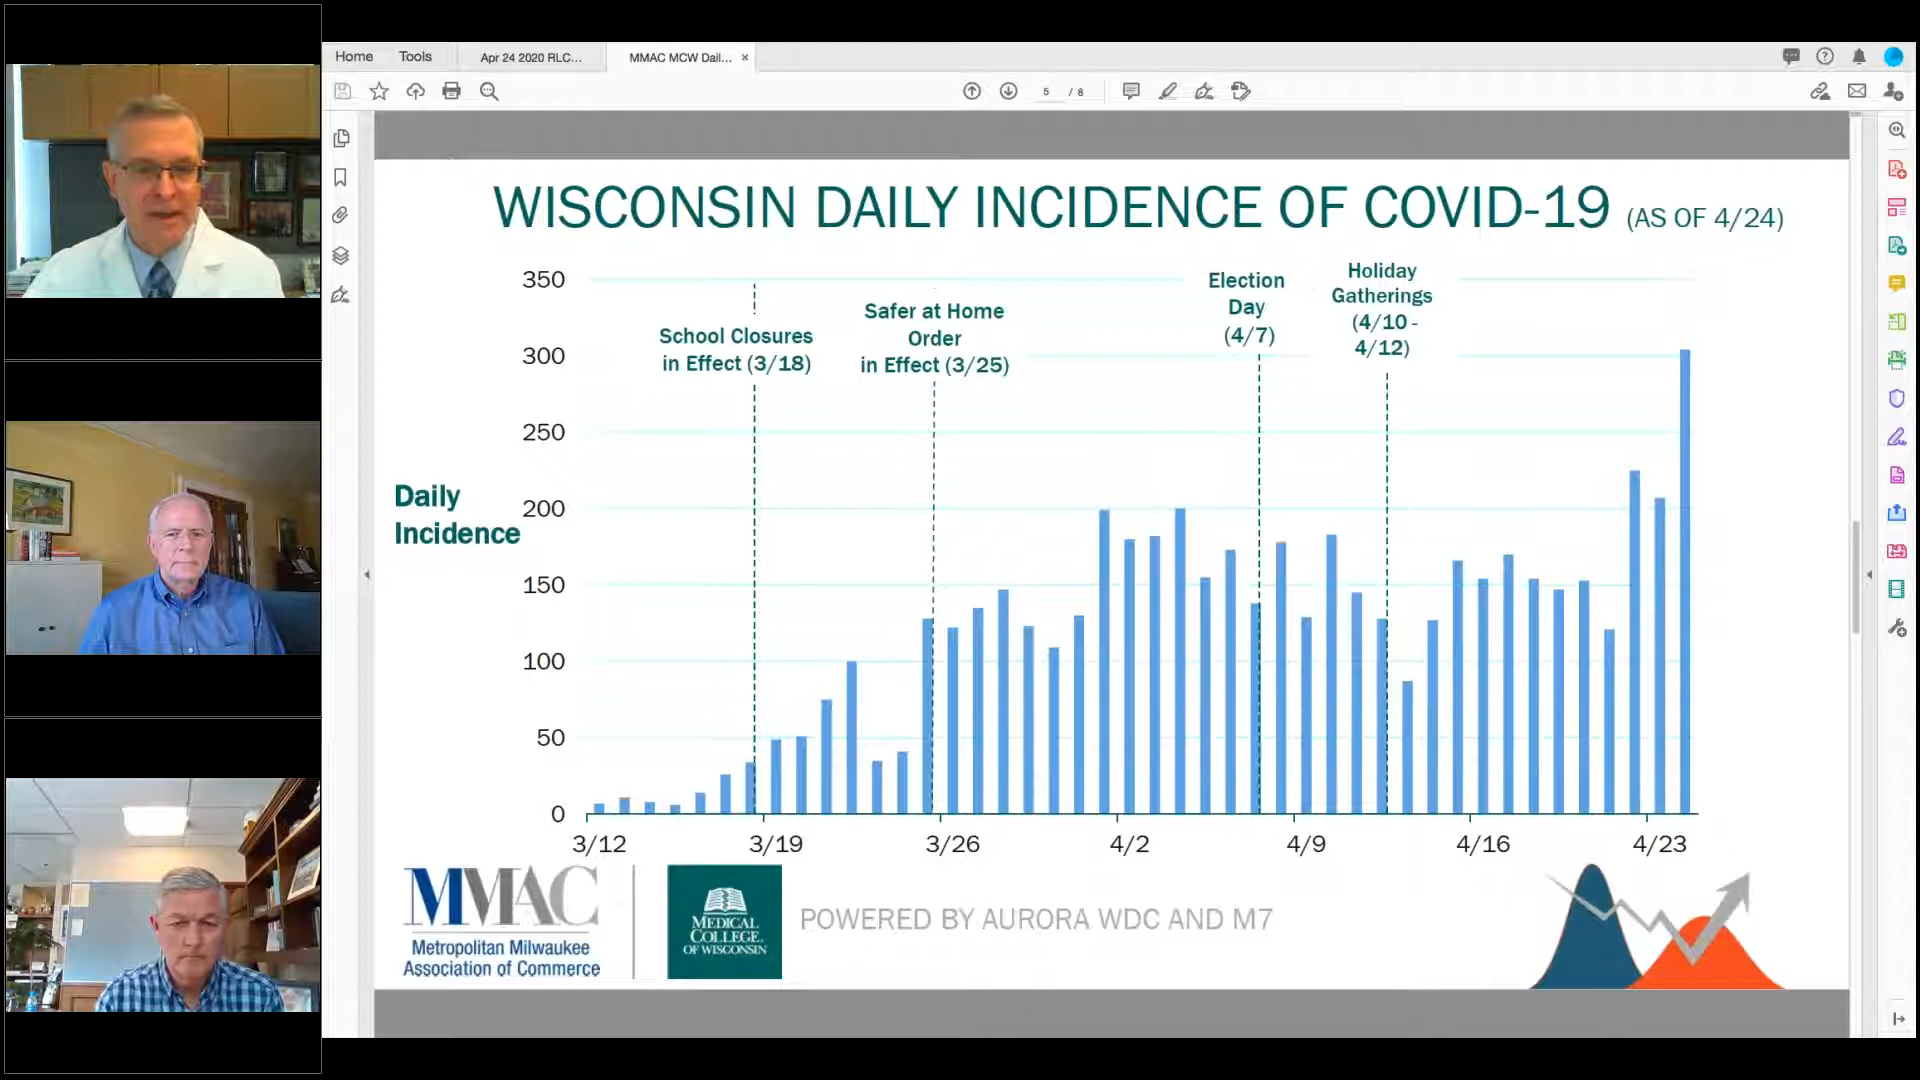 Home
Tools
Apr 24 2020 RLC...
MMAC MCW Dail...
5 / 8
WISCONSIN DAILY INCIDENCE OF COVID-19 (AS OF 4/24)
350
300
250
200
150
100
50
0
Daily
Incidence
School Closures
in Effect (3/18)
Safer at Home
Order
in Effect (3/25)
Election
Day
(4/7)
Holiday
Gatherings
(4/10 -
4/12)
3/12
3/19
3/26
4/2
4/9
4/16
4/23
MMAC
Metropolitan Milwaukee
Association of Commerce
MEDICAL
COLLEGE
OF WISCONSIN
POWERED BY AURORA WDC AND M7